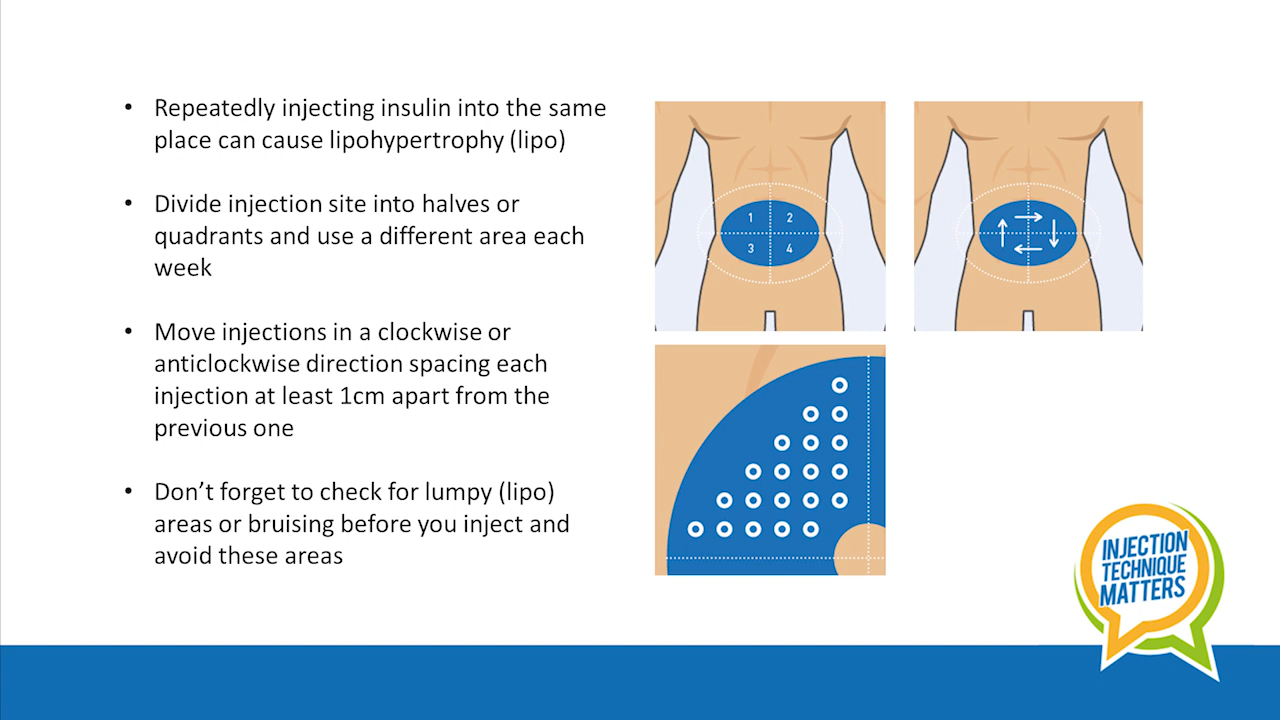 • Repeatedly injecting insulin into the same
place can cause lipohypertrophy (lipo)
• Divide injection site into halves or
quadrants and use a different area each
week
• Move injections in a clockwise or
anticlockwise direction spacing each
injection at least 1cm apart from the
previous one
• Don’t forget to check for lumpy (lipo)
areas or bruising before you inject and
avoid these areas
1 2
3 4
INJECTION
TECHNIQUE
MATTERS